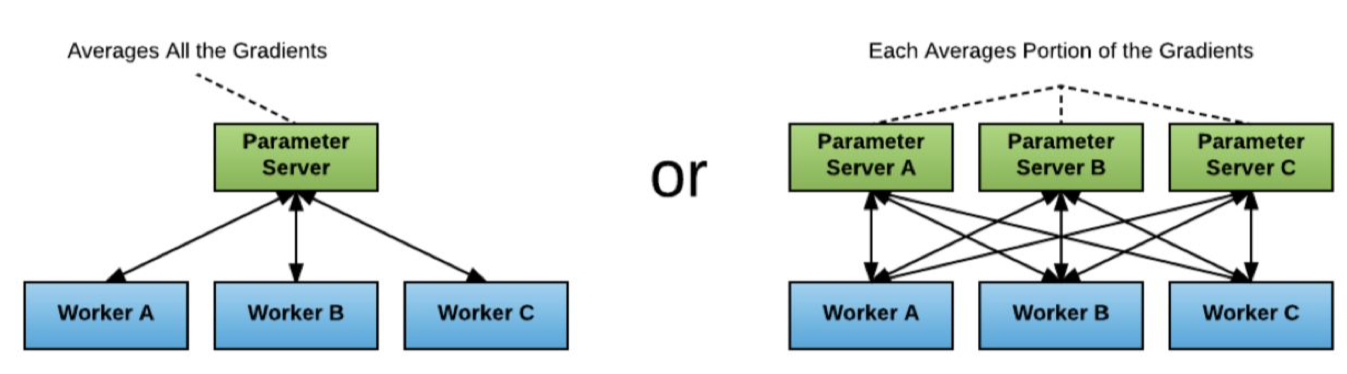 Averages All the Gradients
Parameter
Server
Worker A
Worker B
Worker C
or
Each Averages Portion of the Gradients
Parameter
Server A
Parameter
Server B
Parameter
Server C
Worker A
Worker B
Worker C